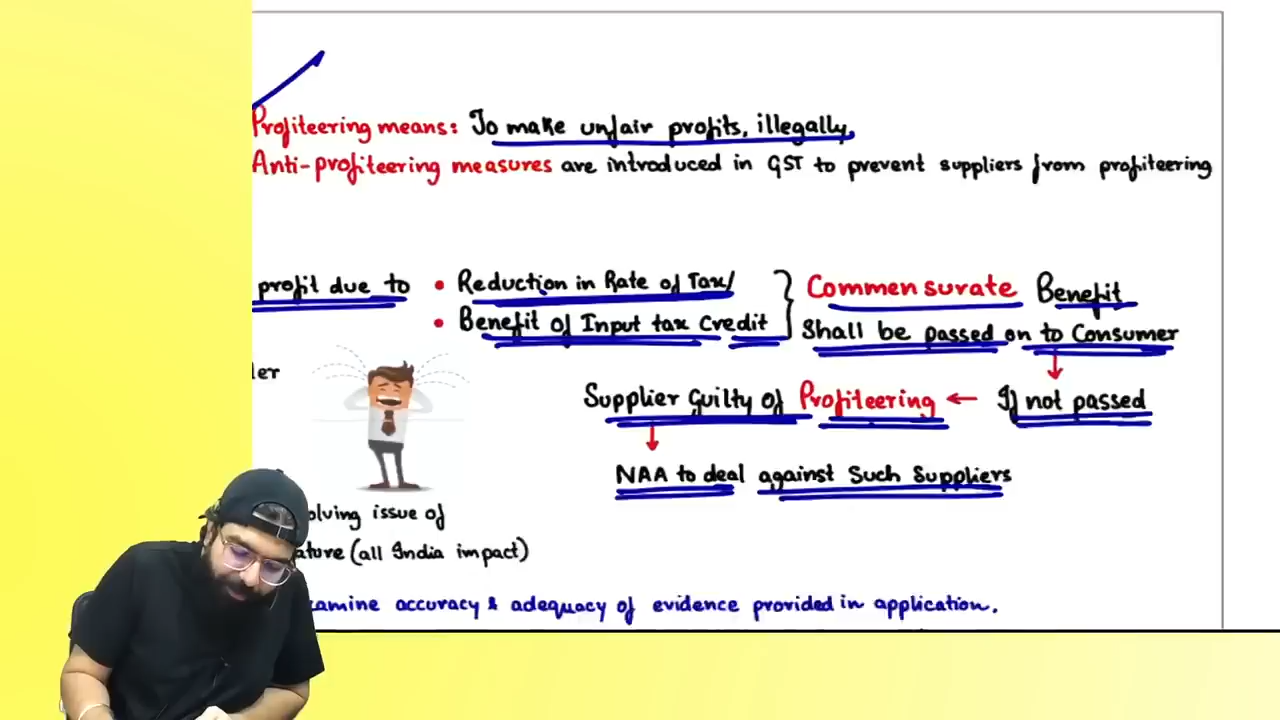 Profiteering means: To make unfair profits, illegally.
Anti-profiteering measures are introduced in GST to prevent suppliers from profiteering
profit due to • Reduction in Rate of Tax/
• Benefit of Input tax Credit
Commensurate Benefit
Shall be passed on to Consumer
If not passed
Supplier Guilty of Profiteering
NAA to deal against Such Suppliers
olving issue of
ature (all India impact)
amine accuracy & adequacy of evidence provided in application.